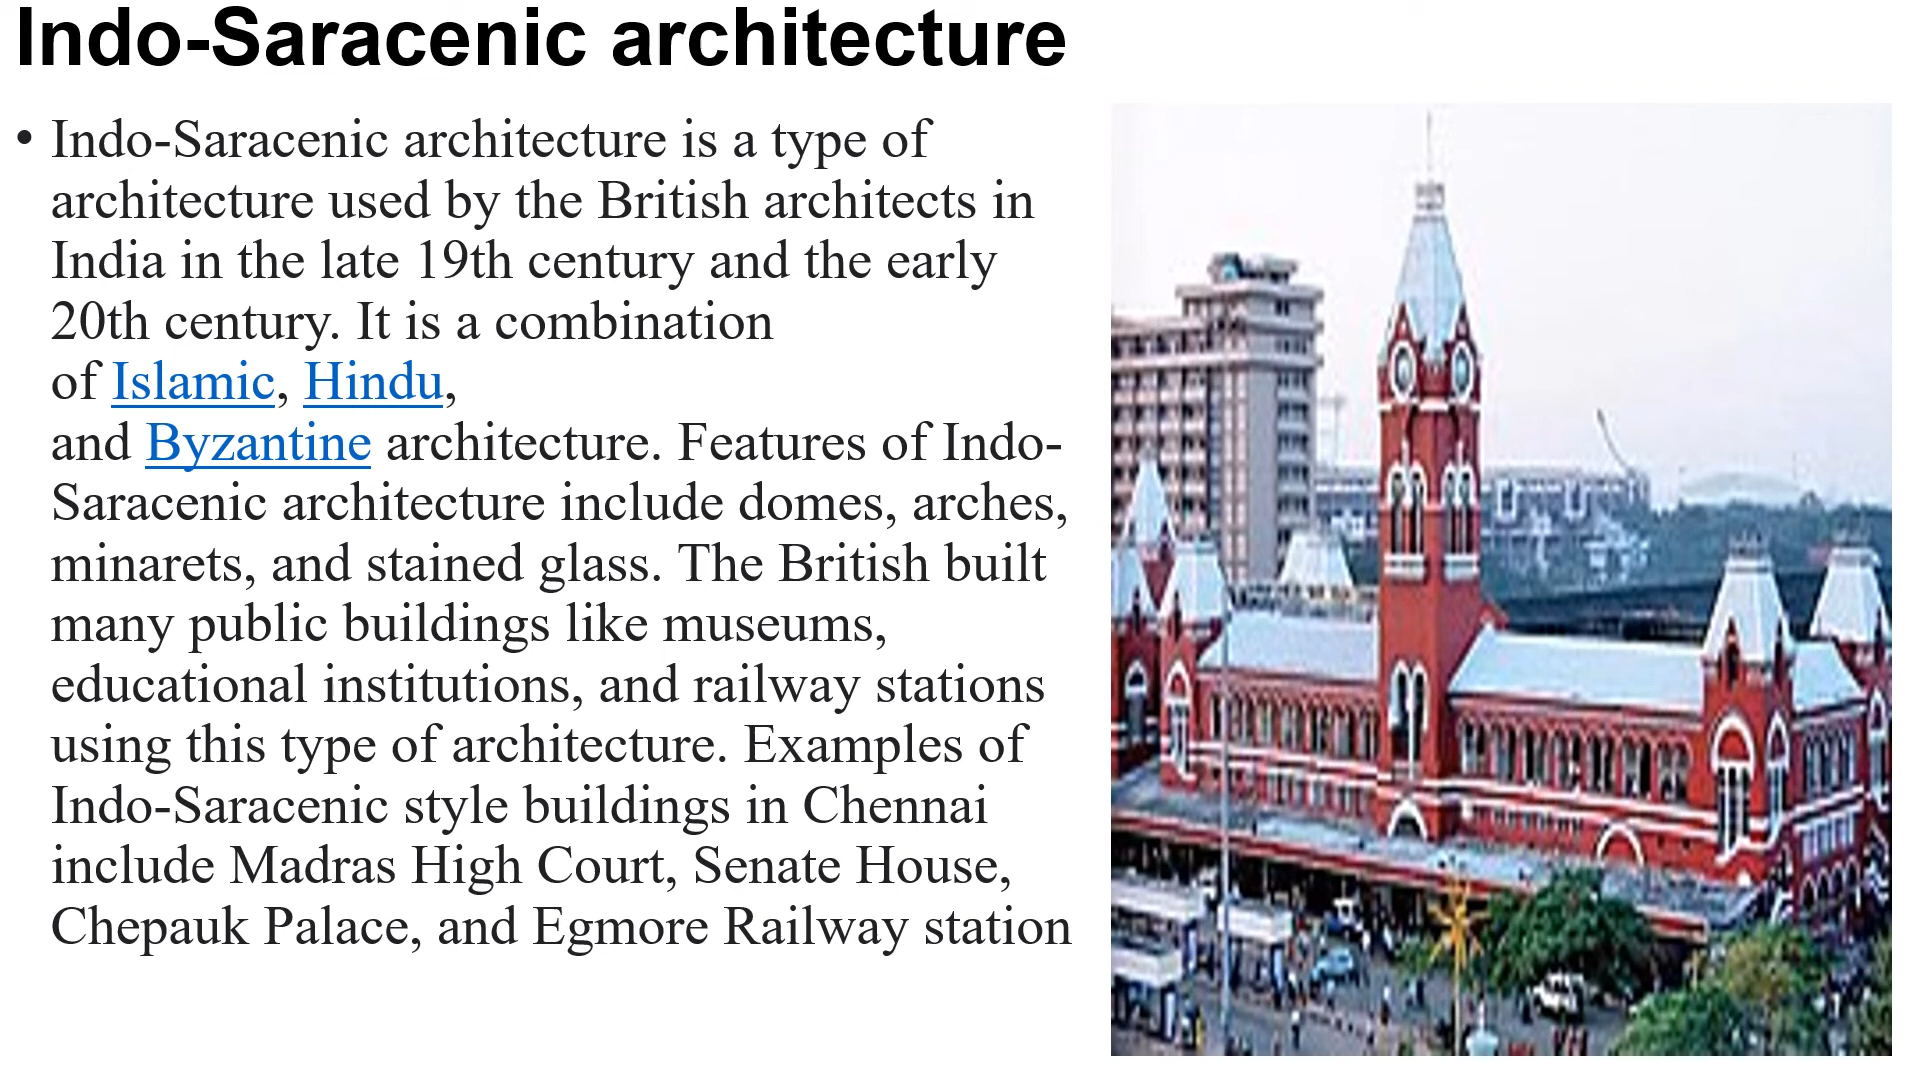 Indo-Saracenic architecture
• Indo-Saracenic architecture is a type of
architecture used by the British architects in
India in the late 19th century and the early
20th century. It is a combination
of Islamic, Hindu,
and Byzantine architecture. Features of Indo-
Saracenic architecture include domes, arches,
minarets, and stained glass. The British built
many public buildings like museums,
educational institutions, and railway stations
using this type of architecture. Examples of
Indo-Saracenic style buildings in Chennai
include Madras High Court, Senate House,
Chepauk Palace, and Egmore Railway station